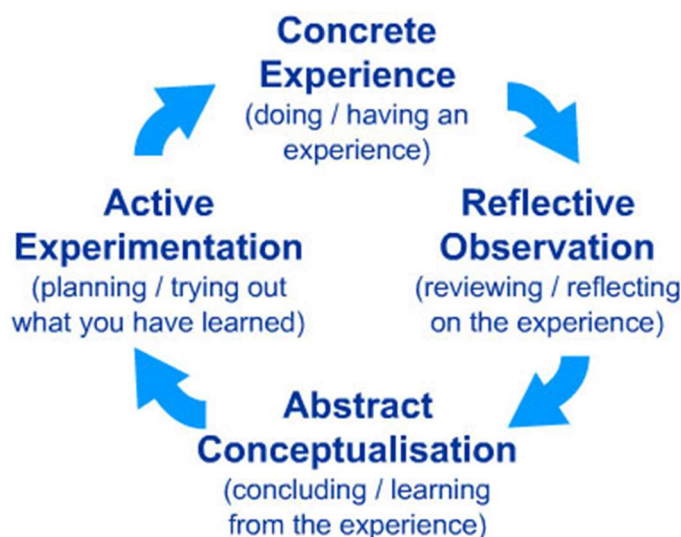 Concrete
Experience
(doing / having an
experience)
Reflective
Observation
(reviewing / reflecting
on the experience)
Abstract
Conceptualisation
(concluding / learning
from the experience)
Active
Experimentation
(planning / trying out
what you have learned)